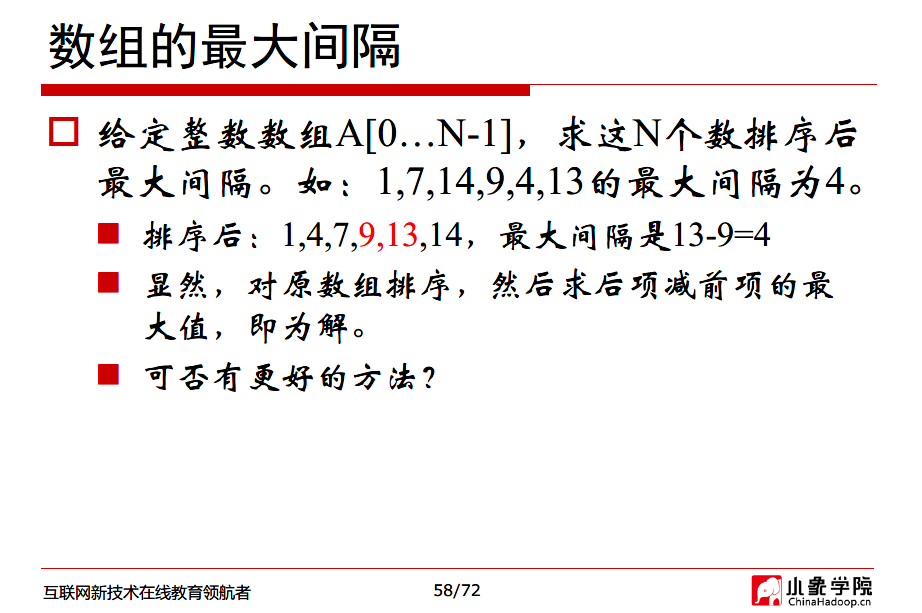 数组的最大间隔
给定整数数组A[0…N-1]，求这N个数排序后
最大间隔。如：1,7,14,9,4,13的最大间隔为4。
排序后：1,4,7,9,13,14，最大间隔是13-9=4
显然，对原数组排序，然后求后项减前项的最
大值，即为解。
可否有更好的方法？
互联网新技术在线教育领航者
58/72
小象学院
ChinaHadoop.cn